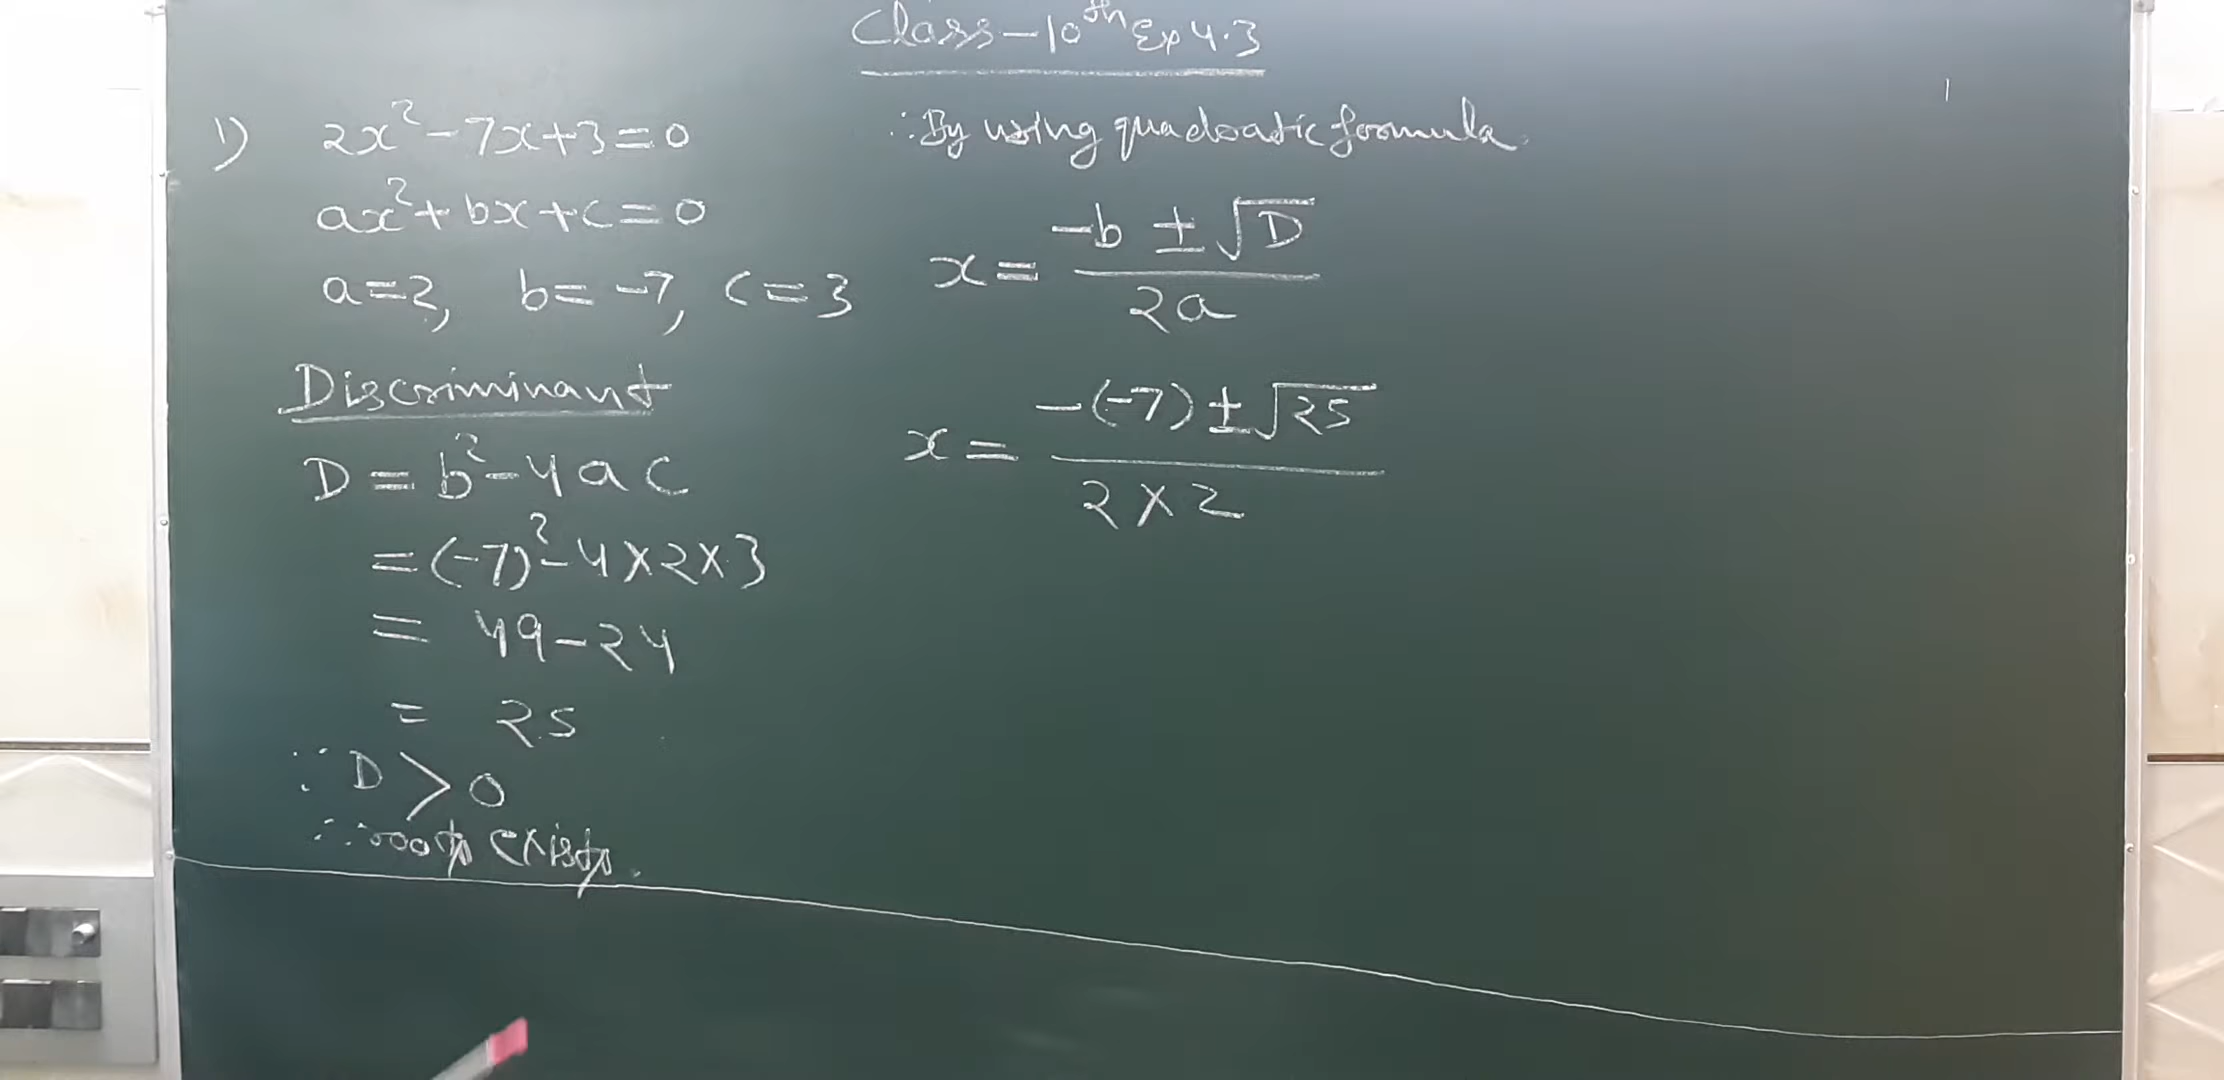 Class-10th Ex 4.3
1) 2x²-7x+3=0
ax²+bx+c=0
a=2, b=-7, c=3
Discriminant
D=b²-4ac
=(-7)²-4×2×3
=49-24
=25
∵D>0
∴roots exists.
∴By using quadratic formula
x=(-b±√D)/2a
x=(-(-7)±√25)/(2×2)